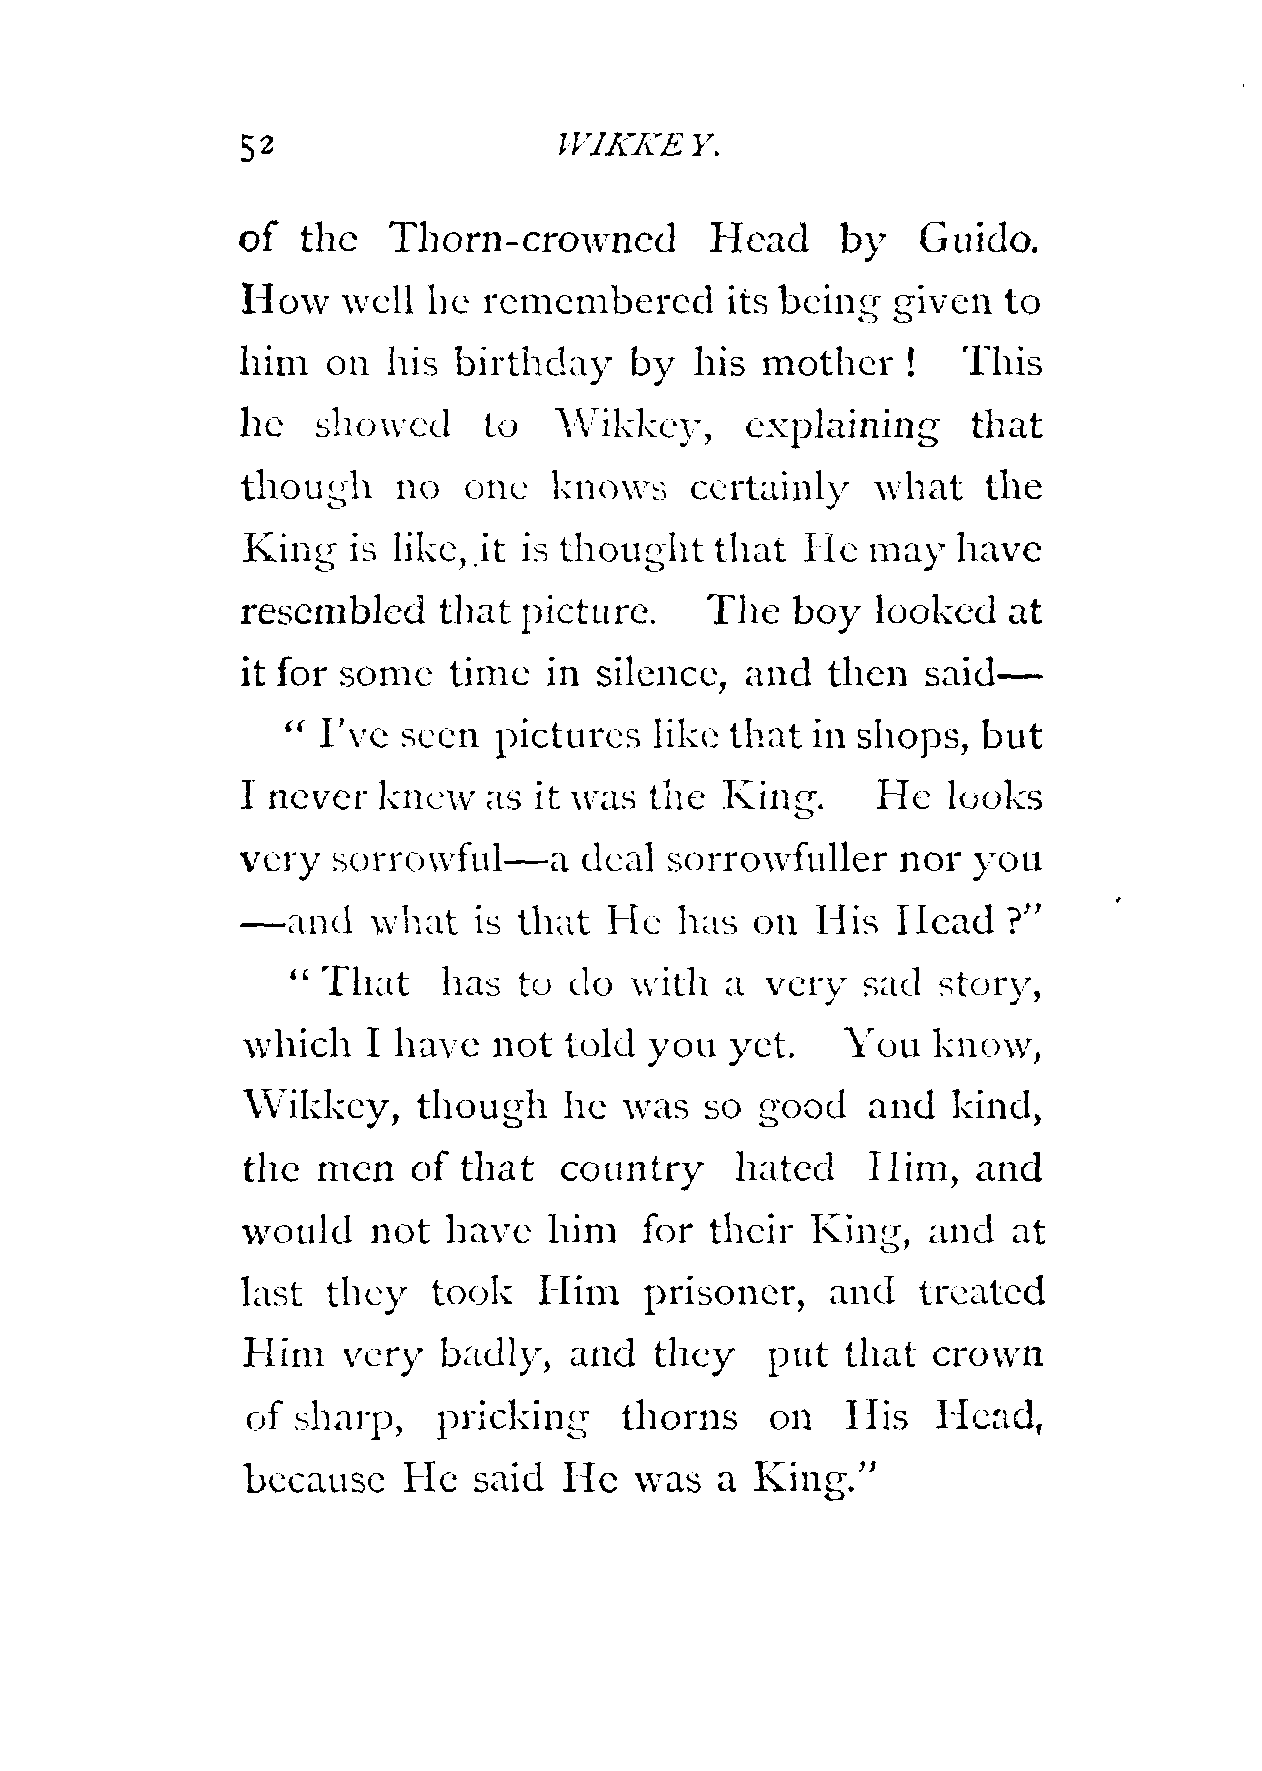 52 WIKKEY.
of the Thorn-crowned Head by Guido.
How well he remembered its being given to
him on his birthday by his mother ! This
he showed to Wikkey, explaining that
though no one knows certainly what the
King is like, it is thought that He may have
resembled that picture. The boy looked at
it for some time in silence, and then said—
“ I've seen pictures like that in shops, but
I never knew as it was the King. He looks
very sorrowful—a deal sorrowfuller nor you
—and what is that He has on His Head ?”
“ That has to do with a very sad story,
which I have not told you yet. You know,
Wikkey, though he was so good and kind,
the men of that country hated Him, and
would not have him for their King, and at
last they took Him prisoner, and treated
Him very badly, and they put that crown
of sharp, pricking thorns on His Head,
because He said He was a King.”